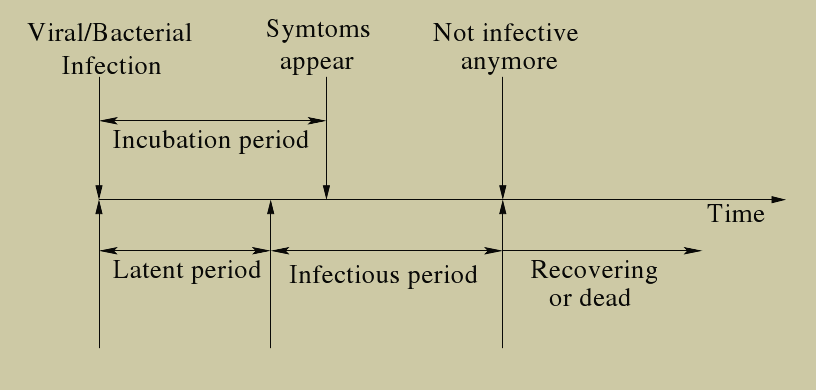 Viral/Bacterial
Infection
Symtoms
appear
Not infective
anymore
Incubation period
Time
Latent period
Infectious period
Recovering
or dead